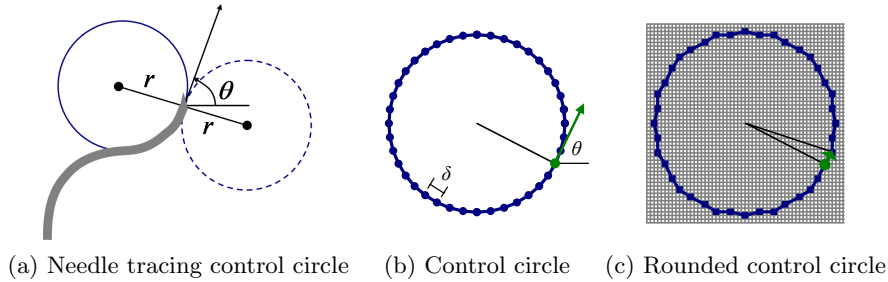 r
θ
r
θ
δ
(a) Needle tracing control circle
(b) Control circle
(c) Rounded control circle